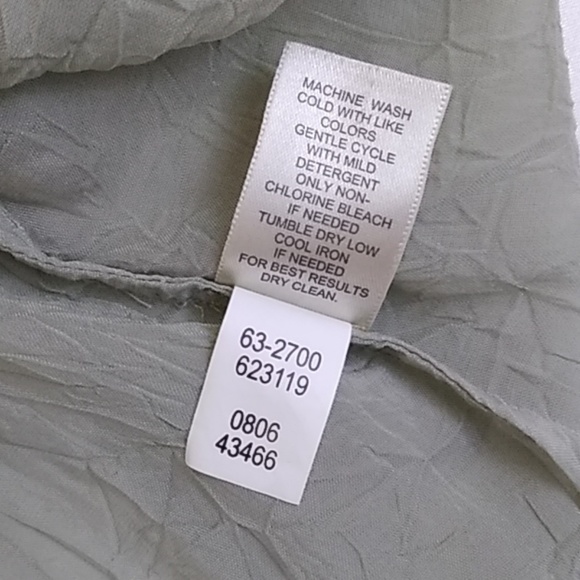 MACHINE WASH
COLD WITH LIKE
COLORS
GENTLE CYCLE
WITH MILD
DETERGENT
ONLY NON-
CHLORINE BLEACH
IF NEEDED
TUMBLE DRY LOW
COOL IRON
IF NEEDED
FOR BEST RESULTS
DRY CLEAN.
63-2700
623119
0806
43466